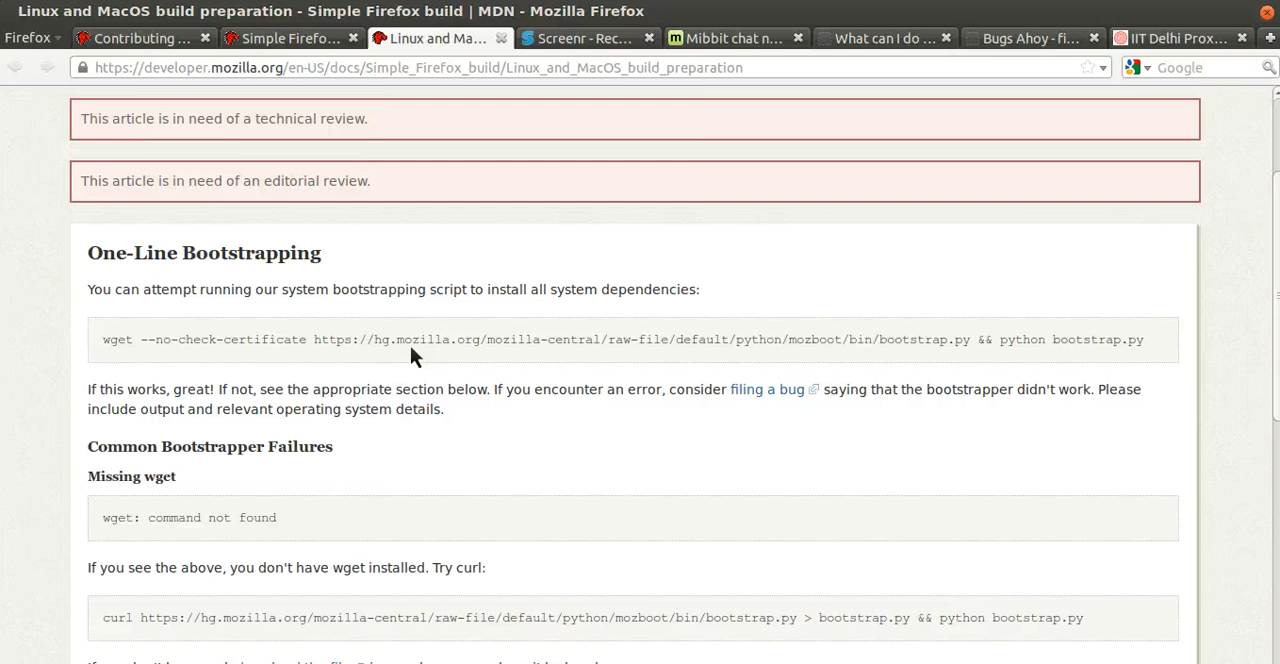 Linux and MacOS build preparation - Simple Firefox build | MDN - Mozilla Firefox
Firefox Contributing ... Simple Firefo... Linux and Ma... Screenr - Rec... Mibbit chat n... What can I do ... Bugs Ahoy - fi... IIT Delhi Prox...
https://developer.mozilla.org/en-US/docs/Simple_Firefox_build/Linux_and_MacOS_build_preparation Google
This article is in need of a technical review.
This article is in need of an editorial review.
One-Line Bootstrapping
You can attempt running our system bootstrapping script to install all system dependencies:
wget --no-check-certificate https://hg.mozilla.org/mozilla-central/raw-file/default/python/mozboot/bin/bootstrap.py && python bootstrap.py
If this works, great! If not, see the appropriate section below. If you encounter an error, consider filing a bug saying that the bootstrapper didn't work. Please
include output and relevant operating system details.
Common Bootstrapper Failures
Missing wget
wget: command not found
If you see the above, you don't have wget installed. Try curl:
curl https://hg.mozilla.org/mozilla-central/raw-file/default/python/mozboot/bin/bootstrap.py > bootstrap.py && python bootstrap.py